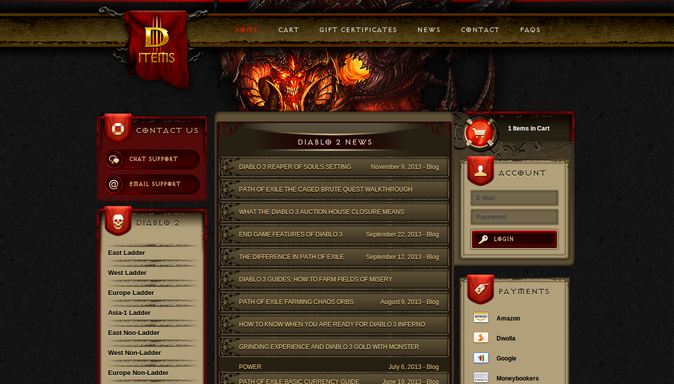 HOME
CART
GIFT CERTIFICATES
NEWS
CONTACT
FAQS
D
ITEMS
CONTACT US
CHAT SUPPORT
EMAIL SUPPORT
DIABLO 2
East Ladder
West Ladder
Europe Ladder
Asia-1 Ladder
East Non-Ladder
West Non-Ladder
Europe Non-Ladder
DIABLO 2 NEWS
DIABLO 3 REAPER OF SOULS SETTING November 9, 2013 - Blog
PATH OF EXILE THE CAGED BRUTE QUEST WALKTHROUGH
WHAT THE DIABLO 3 AUCTION HOUSE CLOSURE MEANS
END GAME FEATURES OF DIABLO 3 September 22, 2013 - Blog
THE DIFFERENCE IN PATH OF EXILE September 12, 2013 - Blog
DIABLO 3 GUIDES: HOW TO FARM FIELDS OF MISERY
PATH OF EXILE FARMING CHAOS ORBS August 9, 2013 - Blog
HOW TO KNOW WHEN YOU ARE READY FOR DIABLO 3 INFERNO
GRINDING EXPERIENCE AND DIABLO 3 GOLD WITH MONSTER
POWER July 6, 2013 - Blog
PATH OF EXILE BASIC CURRENCY GUIDE June 19, 2013 - Blog
1 Items in Cart
ACCOUNT
E-Mail
Password
LOGIN
PAYMENTS
Amazon
Dwolla
Google
Moneybookers